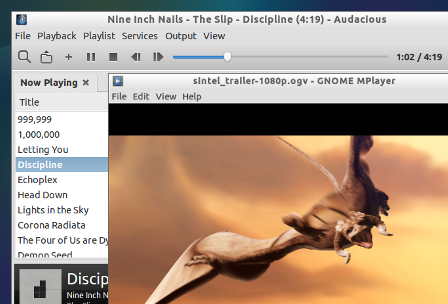 Nine Inch Nails - The Slip - Discipline (4:19) - Audacious
File Playback Playlist Services Output View
1:02 / 4:19
Now Playing
sintel_trailer-1080p.ogv - GNOME MPlayer
File Edit View Help
Title
999,999
1,000,000
Letting You
Discipline
Echoplex
Head Down
Lights in the Sky
Corona Radiata
The Four of Us are Dy
Demon Seed
Discip
Nine Inch N